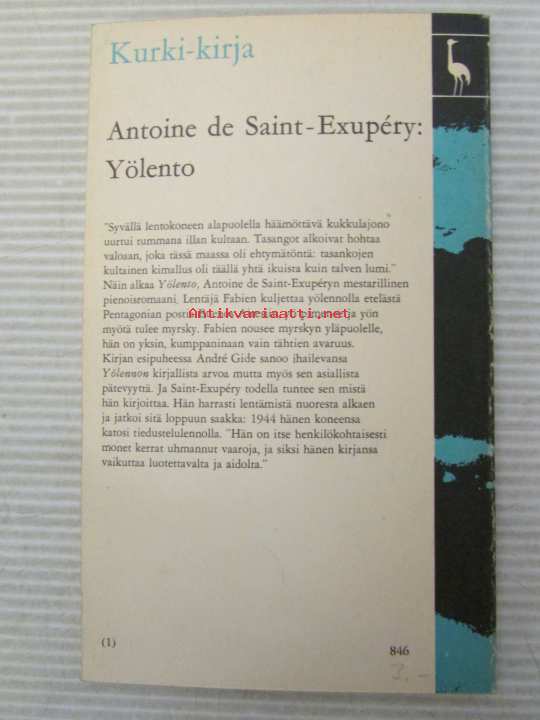 Kurki-kirja
Antoine de Saint-Exupéry:
Yölento
"Syvällä lentokoneen alapuolella häämöttävä kukkulajono
uurtui tummana illan kultaan. Tasangot alkoivat hohtaa
valoaan, joka tässä maassa oli ehtymätöntä: tasankojen
kultainen kimallus oli täällä yhtä ikuista kuin talven lumi."
Näin alkaa Yölento, Antoine de Saint-Exupéryn mestarillinen
pienoisromaani. Lentäjä Fabien kuljettaa yölennolla etelästä
Pentagonian ja yön
Antikvariaatti.net
myötä tulee myrsky. Fabien nousee myrskyn yläpuolelle,
hän on yksin, kumppaninaan vain tähtien avaruus.
Kirjan esipuheessa André Gide sanoo ihailevansa
Yölennon kirjallista arvoa mutta myös sen asiallista
pätevyyttä. Ja Saint-Exupéry todella tuntee sen mistä
hän kirjoittaa. Hän harrasti lentämistä nuoresta alkaen
ja jatkoi sitä loppuun saakka: 1944 hänen koneensa
katosi tiedustelulennolla. "Hän on itse henkilökohtaisesti
monet kerrat uhmannut vaaroja, ja siksi hänen kirjansa
vaikuttaa luotettavalta ja aidolta."
(1)
846
3.-